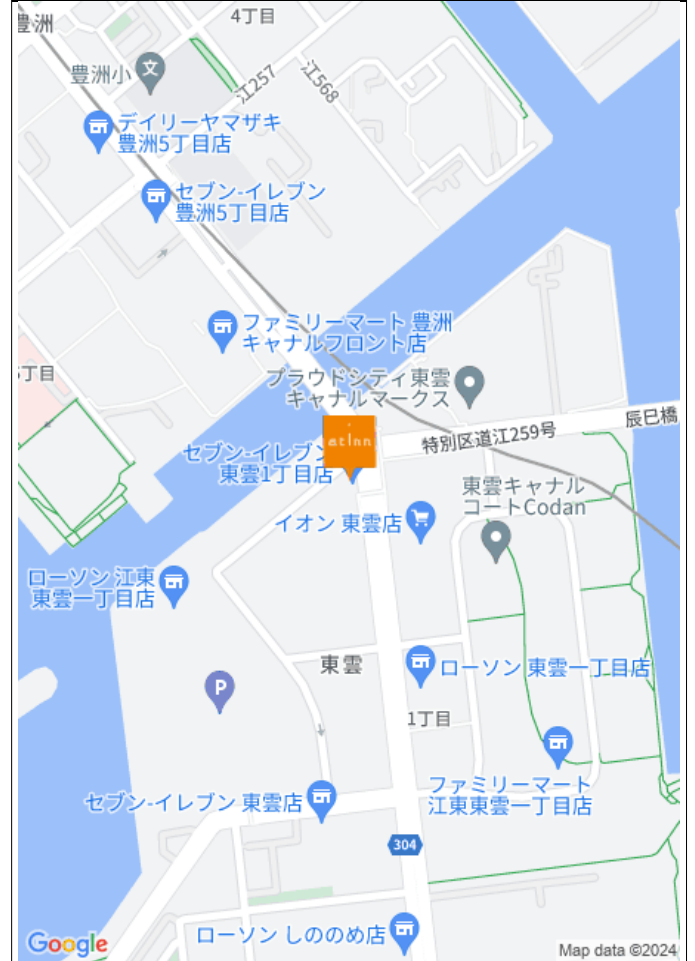 豊洲
4丁目
豊洲小
文
江257
江568
デイリーヤマザキ
豊洲5丁目店
セブン-イレブン
豊洲5丁目店
ファミリーマート 豊洲
キャナルフロント店
5丁目
プラウドシティ東雲
キャナルマークス
辰巳橋
特別区道江259号
atinn
セブン-イレブン
東雲1丁目店
東雲キャナル
コートCodan
イオン 東雲店
ローソン 江東
東雲一丁目店
東雲
ローソン 東雲一丁目店
P
1丁目
ファミリーマート
江東東雲一丁目店
セブン-イレブン 東雲店
304
ローソン しののめ店
Google
Map data ©2024